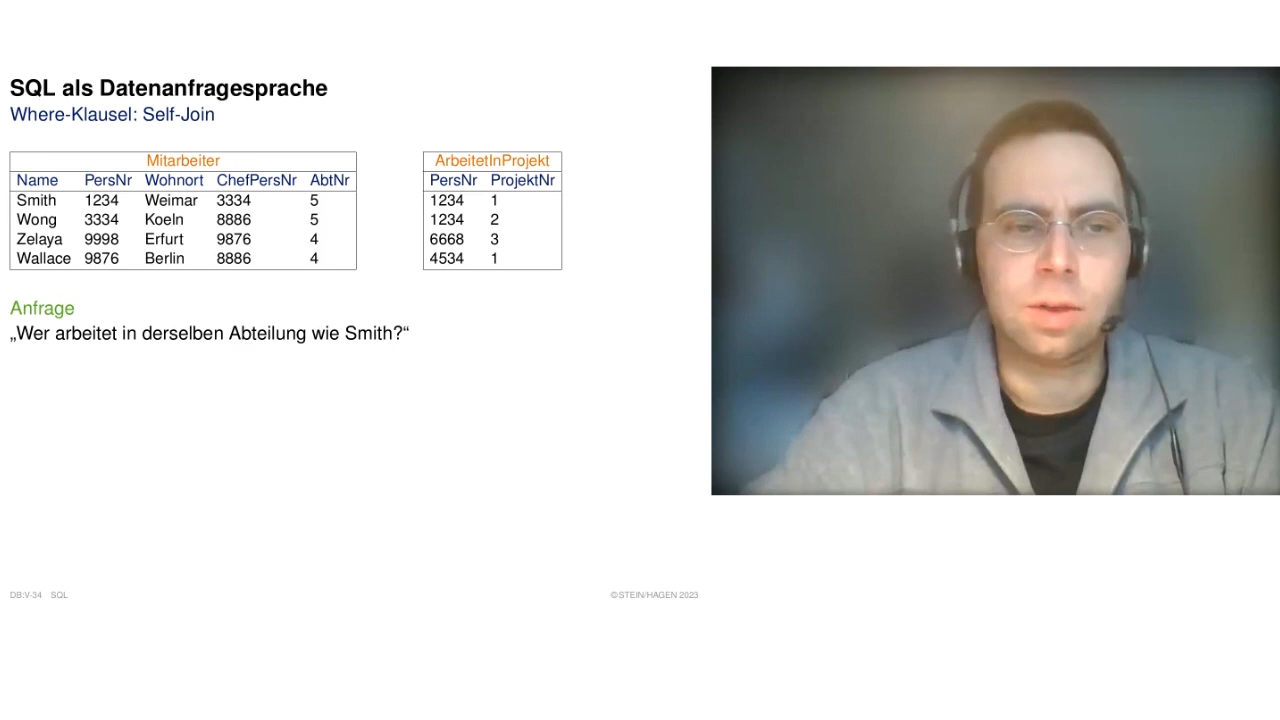 SQL als Datenanfragesprache
Where-Klausel: Self-Join
Mitarbeiter
Name PersNr Wohnort ChefPersNr AbtNr
Smith 1234 Weimar 3334 5
Wong 3334 Koeln 8886 5
Zelaya 9998 Erfurt 9876 4
Wallace 9876 Berlin 8886 4
ArbeitetInProjekt
PersNr ProjektNr
1234 1
1234 2
6668 3
4534 1
Anfrage
„Wer arbeitet in derselben Abteilung wie Smith?“
DB:V-34 SQL
©STEIN/HAGEN 2023